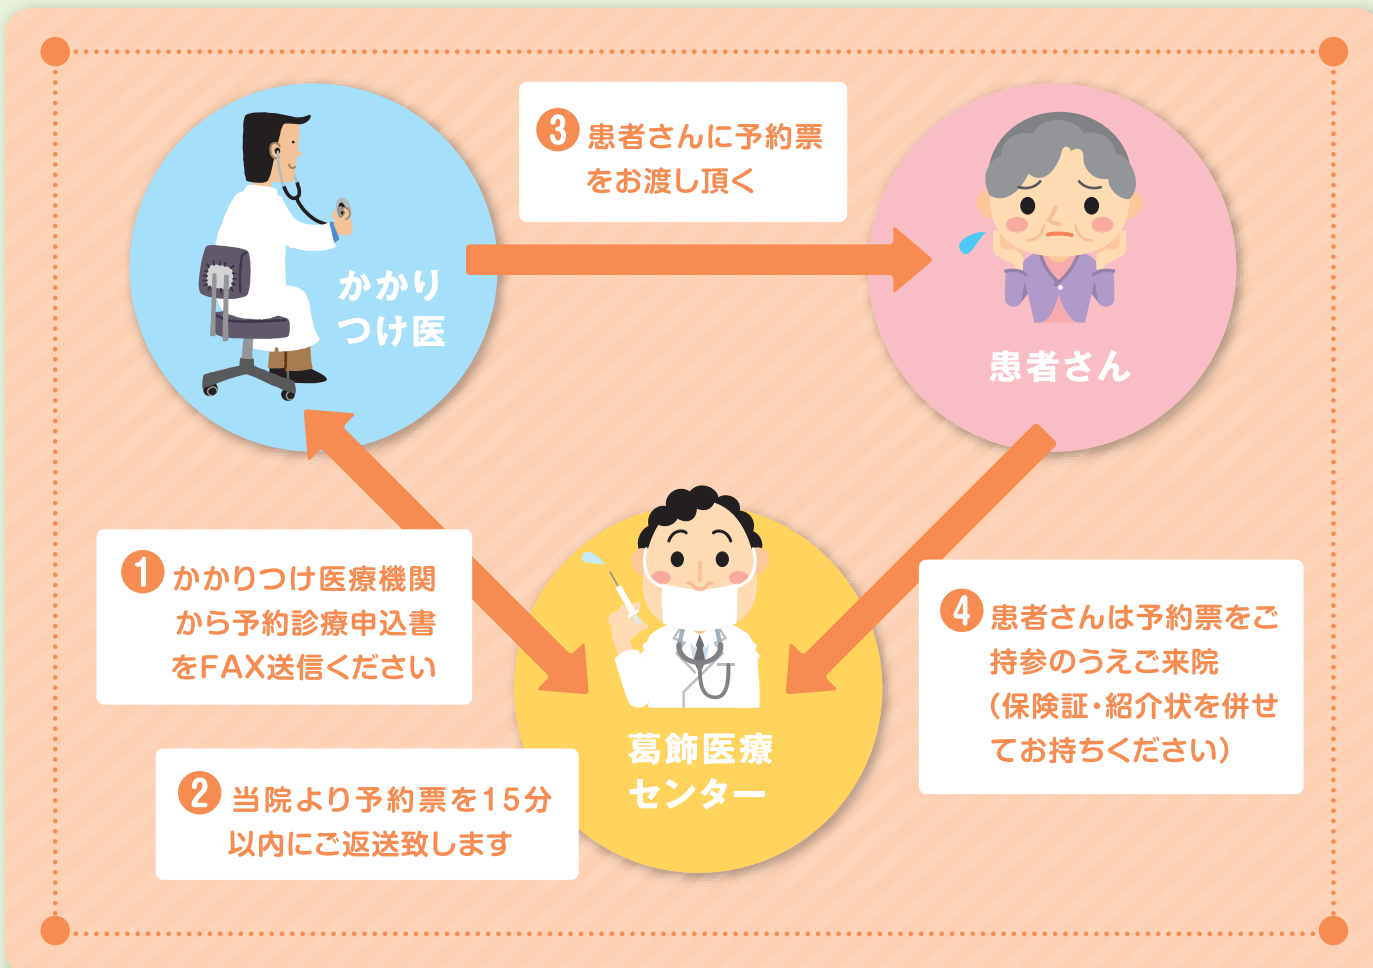 かかり
つけ医
③ 患者さんに予約票
をお渡し頂く
患者さん
① かかりつけ医療機関
から予約診療申込書
をFAX送信ください
② 当院より予約票を15分
以内にご返送致します
葛飾医療
センター
④ 患者さんは予約票をご
持参のうえご来院
(保険証・紹介状を併せ
てお持ちください)